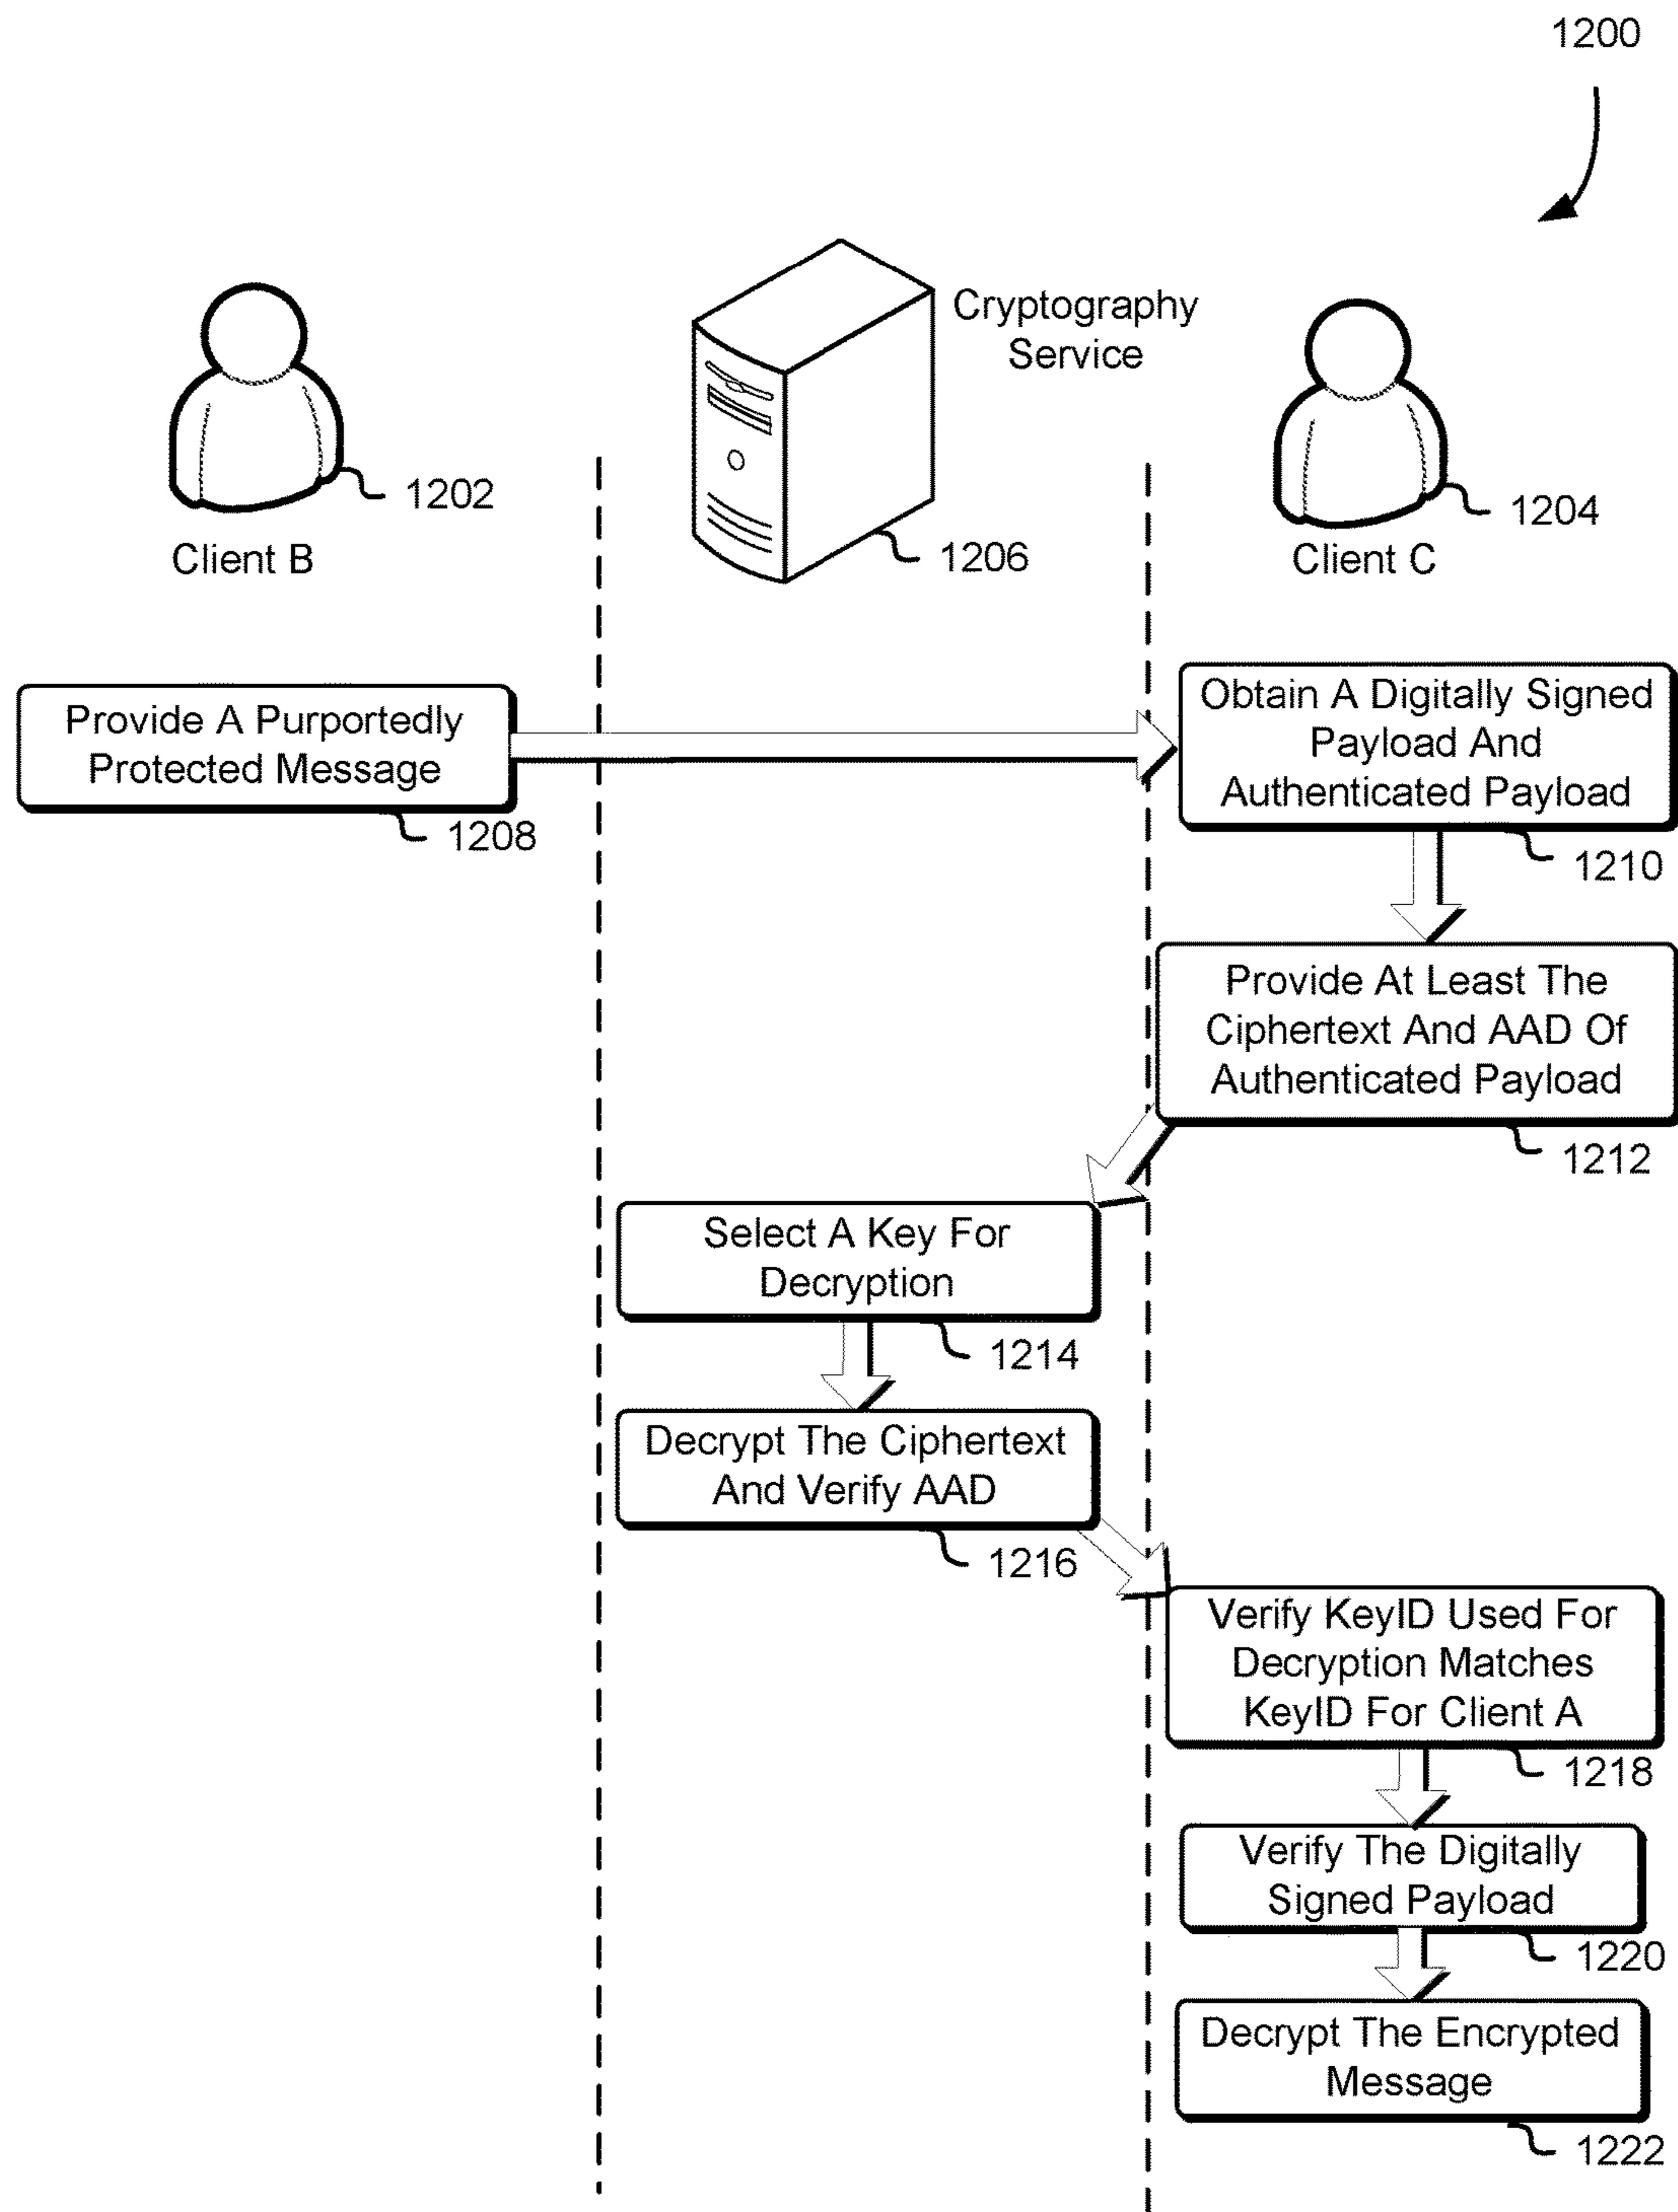 1200
Cryptography
Service
1202
1204
1206
Client B
Client C
Provide A Purportedly
Protected Message
1208
Obtain A Digitally Signed
Payload And
Authenticated Payload
1210
Provide At Least The
Ciphertext And AAD Of
Authenticated Payload
1212
Select A Key For
Decryption
1214
Decrypt The Ciphertext
And Verify AAD
1216
Verify KeyID Used For
Decryption Matches
KeyID For Client A
1218
Verify The Digitally
Signed Payload
1220
Decrypt The Encrypted
Message
1222